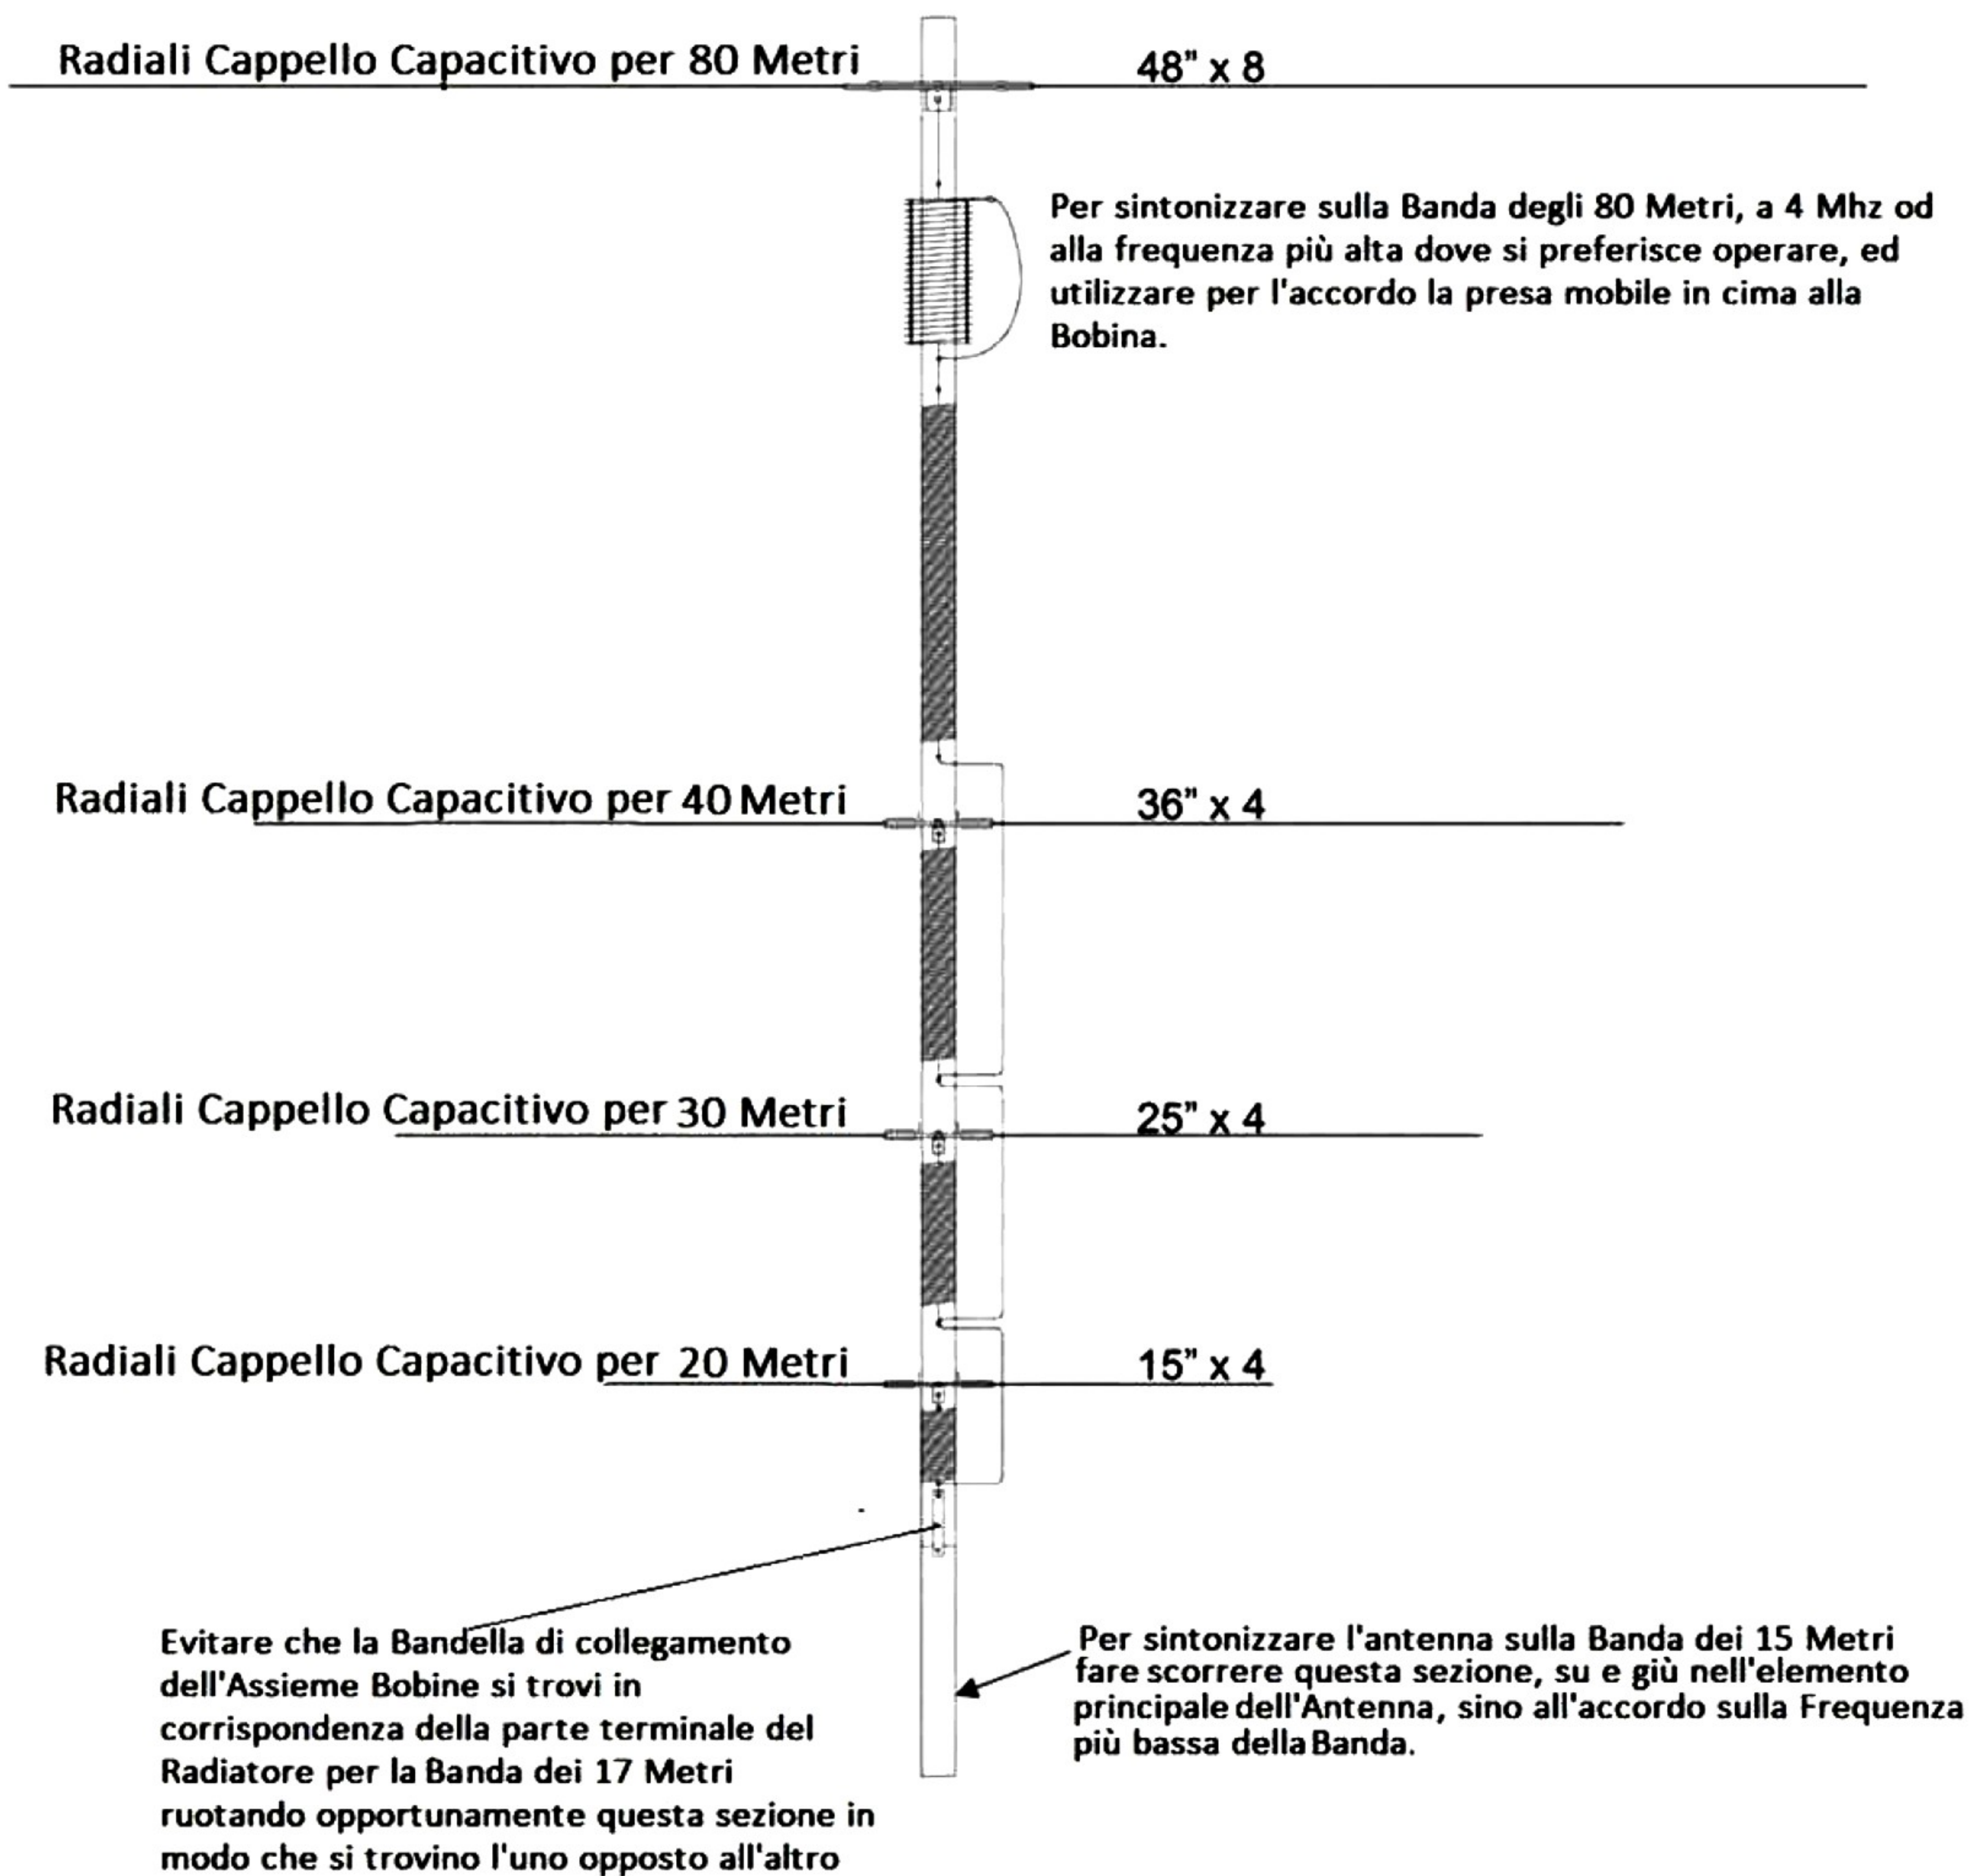 Radiali Cappello Capacitivo per 80 Metri
48" x 8
Per sintonizzare sulla Banda degli 80 Metri, a 4 Mhz od
alla frequenza più alta dove si preferisce operare, ed
utilizzare per l'accordo la presa mobile in cima alla
Bobina.
Radiali Cappello Capacitivo per 40 Metri
36" x 4
Radiali Cappello Capacitivo per 30 Metri
25" x 4
Radiali Cappello Capacitivo per 20 Metri
15" x 4
Evitare che la Bandella di collegamento
dell'Assieme Bobine si trovi in
corrispondenza della parte terminale del
Radiatore per la Banda dei 17 Metri
ruotando opportunamente questa sezione in
modo che si trovino l'uno opposto all'altro
Per sintonizzare l'antenna sulla Banda dei 15 Metri
fare scorrere questa sezione, su e giù nell'elemento
principale dell'Antenna, sino all'accordo sulla Frequenza
più bassa della Banda.